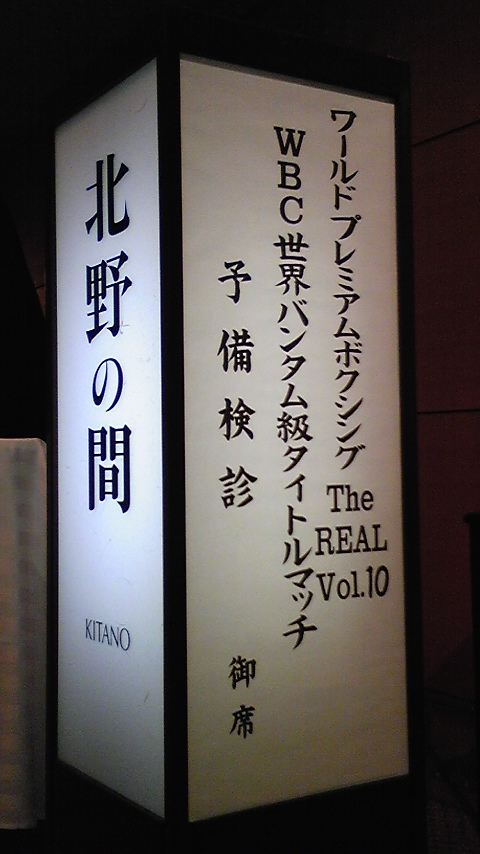 北野の間
KITANO
ワールドプレミアムボクシング The REAL Vol.10
WBC世界バンタム級タイトルマッチ
予備検診
御席